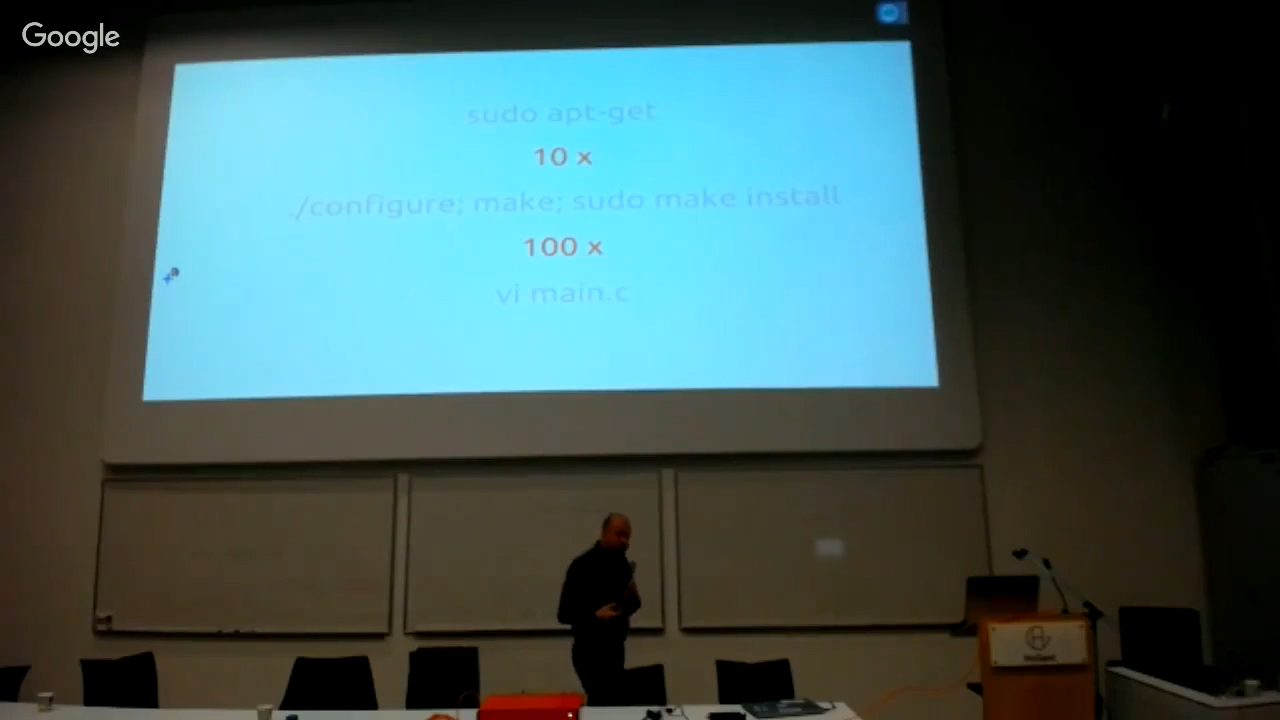 Google
sudo apt-get
10 x
./configure; make; sudo make install
100 x
vi main.c